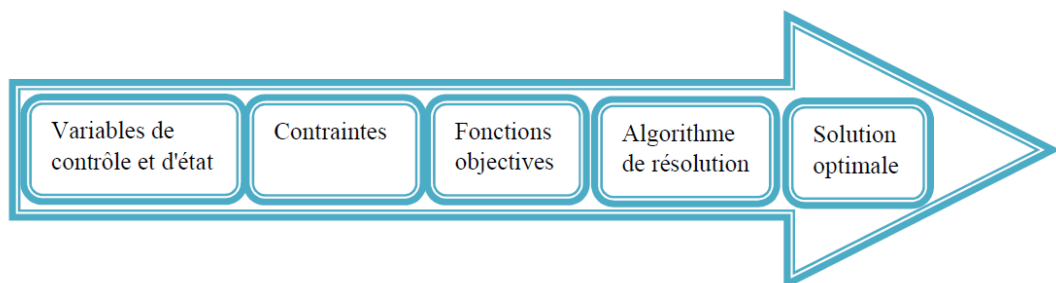 Variables de
contrôle et d'état
Contraintes
Fonctions
objectives
Algorithme
de résolution
Solution
optimale